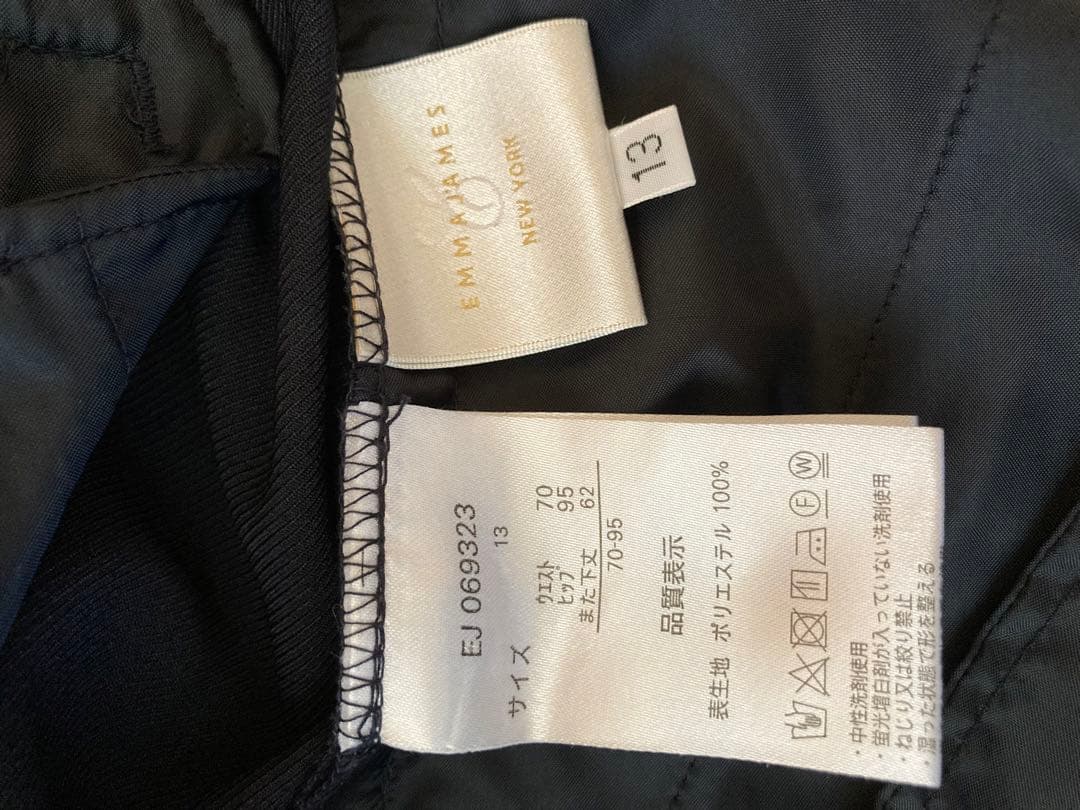 EMMAJAMES
NEW YORK
13
EJ 069323
サイズ 13
ウエスト 70
ヒップ 95
また下丈 62
70-95
品質表示
表生地 ポリエステル 100%
F W
・中性洗剤使用
・蛍光増白剤が入っていない洗剤使用
・ねじり又は絞り禁止
・湿った状態で形を整える